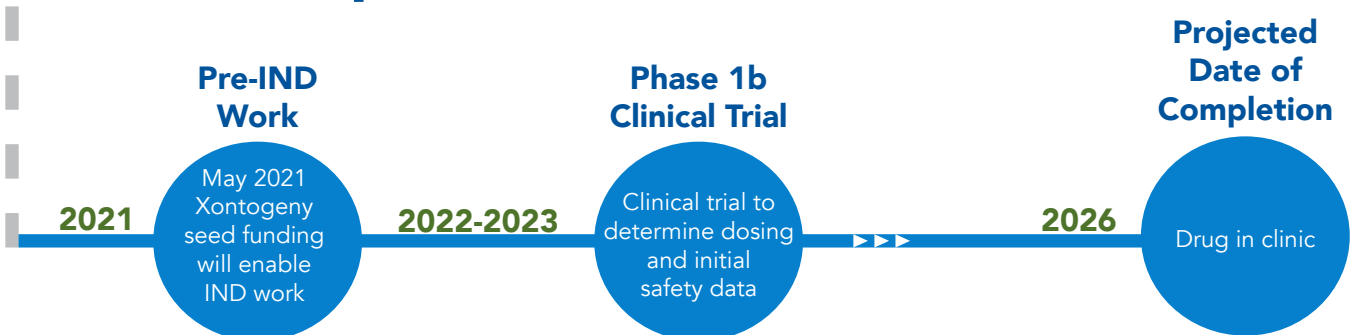 Pre-IND
Work
Phase 1b
Clinical Trial
Projected
Date of
Completion
2021
May 2021
Xontogeny
seed funding
will enable
IND work
2022-2023
Clinical trial to
determine dosing
and initial
safety data
2026
Drug in clinic